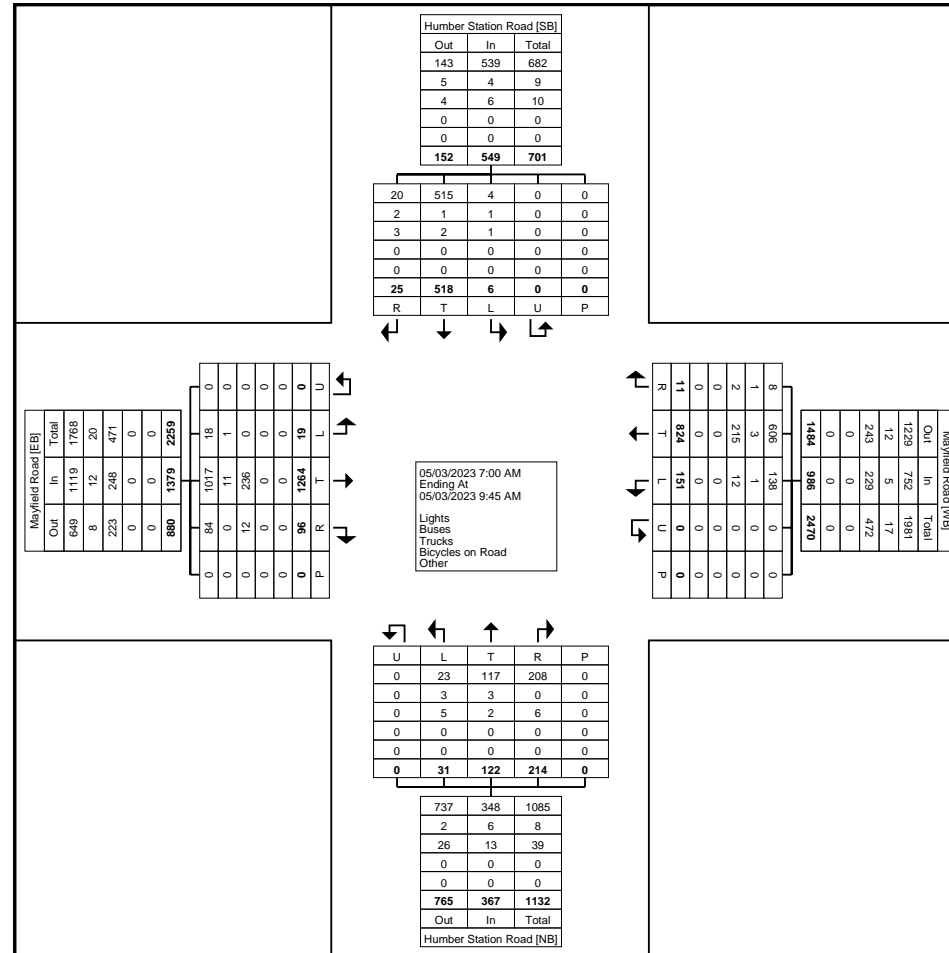 Humber Station Road [SB]
Out In Total
143 539 682
5 4 9
4 6 10
0 0 0
0 0 0
152 549 701
20 515 4 0 0
2 1 1 0 0
3 2 1 0 0
0 0 0 0 0
0 0 0 0 0
25 518 6 0 0
R T L U P
Mayfield Road [EB]
Out In Total
649 1119 1768
8 12 20
223 248 471
0 0 0
0 0 0
880 1379 2259
0 84 1017 18 0
0 0 11 1 0
0 12 236 0 0
0 0 0 0 0
0 0 0 0 0
0 96 1264 19 0
P R T L U
05/03/2023 7:00 AM
Ending At
05/03/2023 9:45 AM
Lights
Buses
Trucks
Bicycles on Road
Other
Mayfield Road [WB]
Out In Total
1229 752 1981
12 5 17
243 229 472
0 0 0
0 0 0
1484 986 2470
8 606 138 0 0
1 3 1 0 0
2 215 12 0 0
0 0 0 0 0
0 0 0 0 0
11 824 151 0 0
R T L U P
U L T R P
0 23 117 208 0
0 3 3 0 0
0 5 2 6 0
0 0 0 0 0
0 0 0 0 0
0 31 122 214 0
737 348 1085
2 6 8
26 13 39
0 0 0
0 0 0
765 367 1132
Out In Total
Humber Station Road [NB]